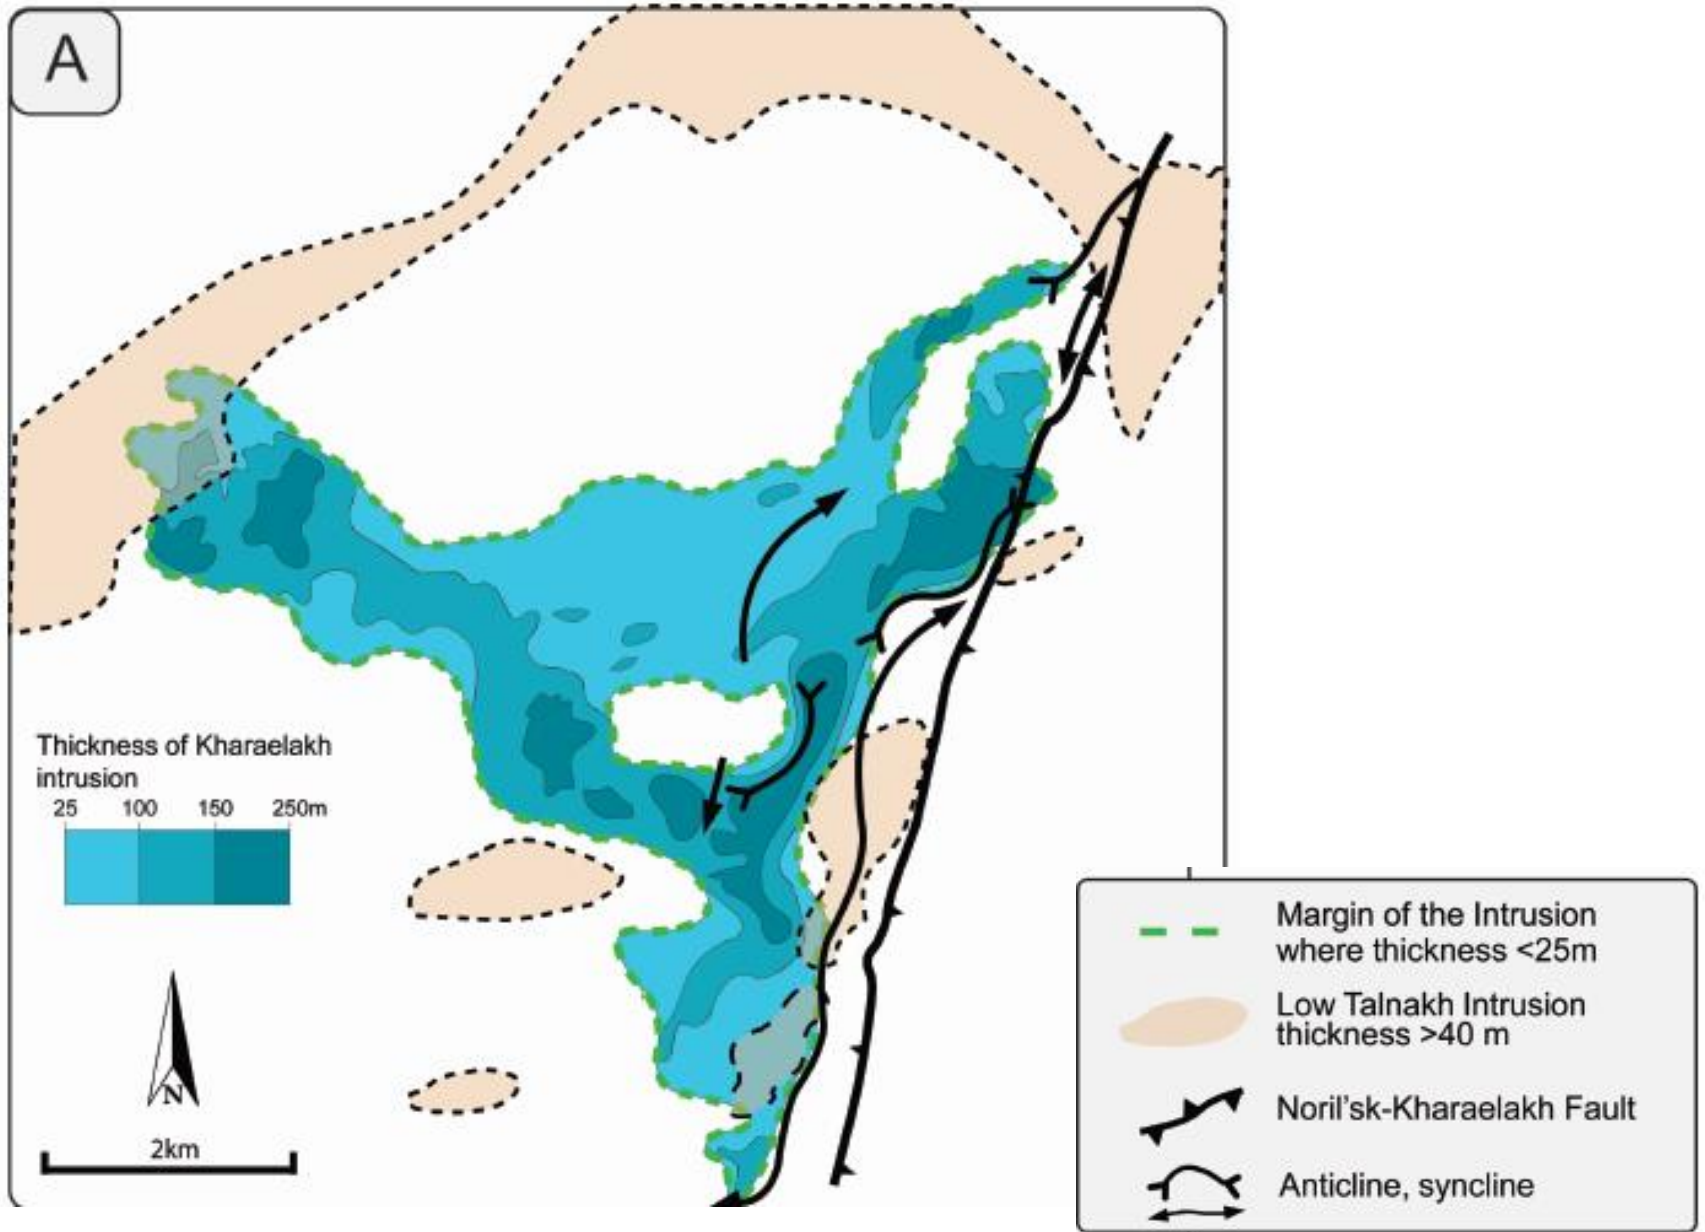 A
Thickness of Kharaelakh
intrusion
25 100 150 250m
N
2km
Margin of the Intrusion
where thickness <25m
Low Talnakh Intrusion
thickness >40 m
Noril'sk-Kharaelakh Fault
Anticline, syncline